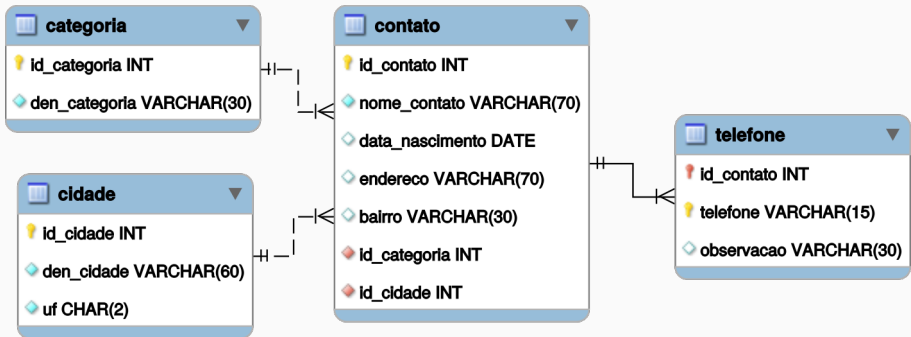 categoria
id_categoria INT
den_categoria VARCHAR(30)
cidade
id_cidade INT
den_cidade VARCHAR(60)
uf CHAR(2)
contato
id_contato INT
nome_contato VARCHAR(70)
data_nascimento DATE
endereco VARCHAR(70)
bairro VARCHAR(30)
id_categoria INT
id_cidade INT
telefone
id_contato INT
telefone VARCHAR(15)
observacao VARCHAR(30)